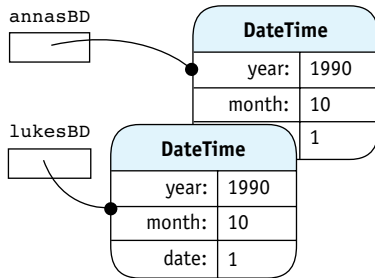 annasBD
DateTime
year: 1990
month: 10
1
lukesBD
DateTime
year: 1990
month: 10
date: 1